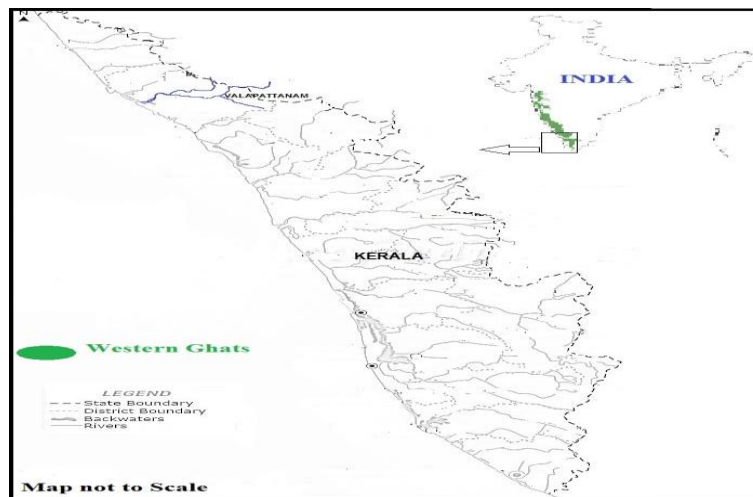 N
VALAPATTANAM
INDIA
KERALA
Western Ghats
LEGEND
State Boundary
District Boundary
Backwaters
Rivers
Map not to Scale